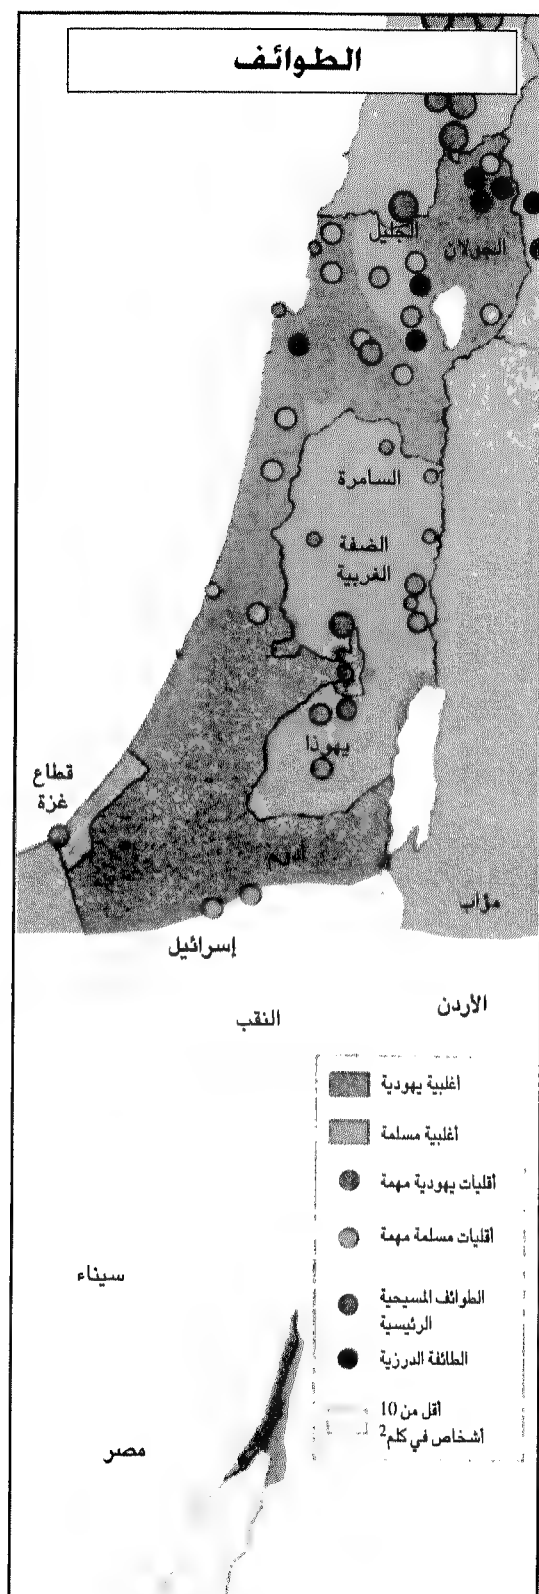 الطوائف
الجليل
الجولان
السامرة
الضفة
الغربية
يهوذا
قطاع
غزة
أدوم
مؤاب
إسرائيل
الأردن
النقب
أغلبية يهودية
أغلبية مسلمة
أقليات يهودية مهمة
أقليات مسلمة مهمة
سيناء
الطوائف المسيحية
الرئيسية
الطائفة الدرزية
أقل من 10
أشخاص في كلم2
مصر